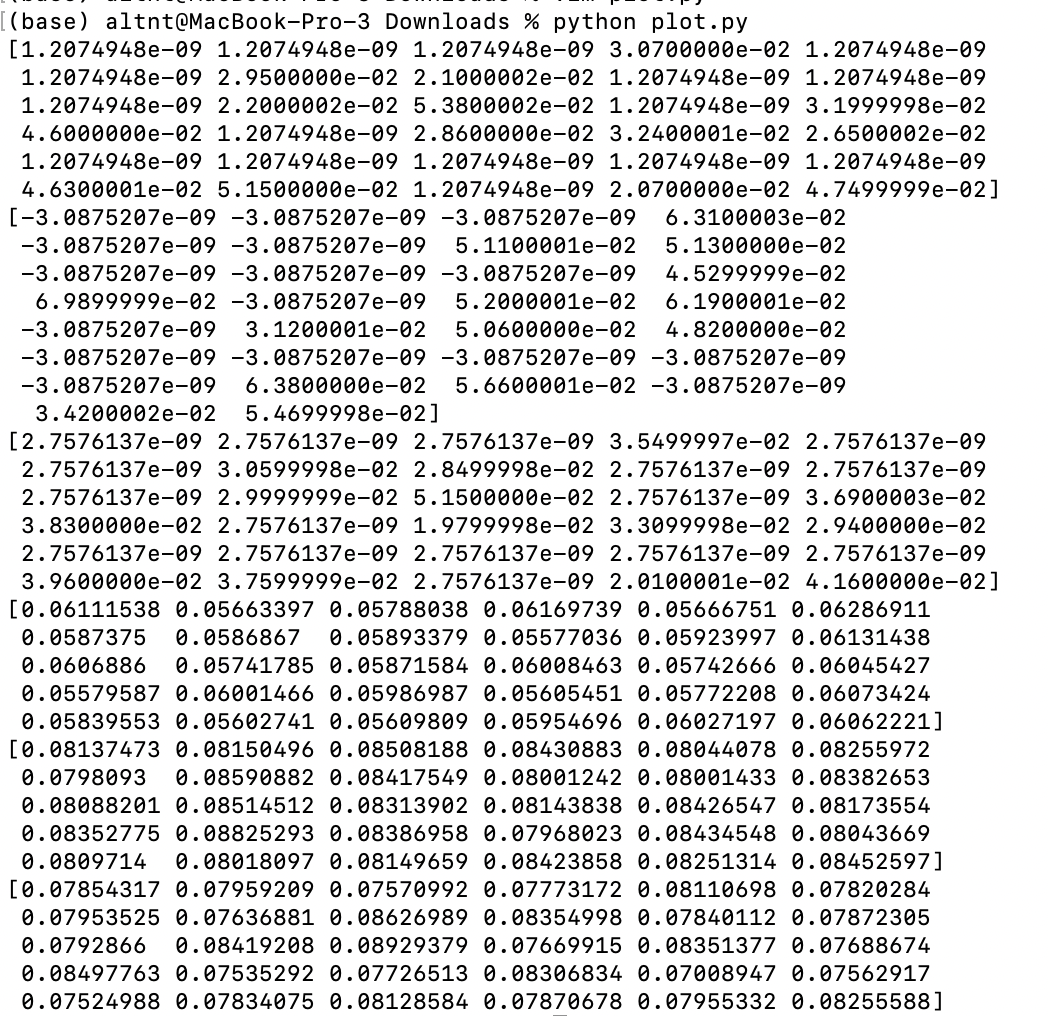 [(base) altnt@MacBook-Pro-3 Downloads % python plot.py
[1.2074948e-09 1.2074948e-09 1.2074948e-09 3.0700000e-02 1.2074948e-09
1.2074948e-09 2.9500000e-02 2.1000002e-02 1.2074948e-09 1.2074948e-09
1.2074948e-09 2.2000002e-02 5.3800002e-02 1.2074948e-09 3.1999998e-02
4.6000000e-02 1.2074948e-09 2.8600000e-02 3.2400001e-02 2.6500002e-02
1.2074948e-09 1.2074948e-09 1.2074948e-09 1.2074948e-09 1.2074948e-09
4.6300001e-02 5.1500000e-02 1.2074948e-09 2.0700000e-02 4.7499999e-02]
[-3.0875207e-09 -3.0875207e-09 -3.0875207e-09 6.3100003e-02
-3.0875207e-09 -3.0875207e-09 5.1100001e-02 5.1300000e-02
-3.0875207e-09 -3.0875207e-09 -3.0875207e-09 4.5299999e-02
6.9899999e-02 -3.0875207e-09 5.2000001e-02 6.1900001e-02
-3.0875207e-09 3.1200001e-02 5.0600000e-02 4.8200000e-02
-3.0875207e-09 -3.0875207e-09 -3.0875207e-09 -3.0875207e-09
-3.0875207e-09 6.3800000e-02 5.6600001e-02 -3.0875207e-09
3.4200002e-02 5.4699998e-02]
[2.7576137e-09 2.7576137e-09 2.7576137e-09 3.5499997e-02 2.7576137e-09
2.7576137e-09 3.0599998e-02 2.8499998e-02 2.7576137e-09 2.7576137e-09
2.7576137e-09 2.9999999e-02 5.1500000e-02 2.7576137e-09 3.6900003e-02
3.8300000e-02 2.7576137e-09 1.9799998e-02 3.3099998e-02 2.9400000e-02
2.7576137e-09 2.7576137e-09 2.7576137e-09 2.7576137e-09 2.7576137e-09
3.9600000e-02 3.7599999e-02 2.7576137e-09 2.0100001e-02 4.1600000e-02]
[0.06111538 0.05663397 0.05788038 0.06169739 0.05666751 0.06286911
0.0587375 0.0586867 0.05893379 0.05577036 0.05923997 0.06131438
0.0606886 0.05741785 0.05871584 0.06008463 0.05742666 0.06045427
0.05579587 0.06001466 0.05986987 0.05605451 0.05772208 0.06073424
0.05839553 0.05602741 0.05609809 0.05954696 0.06027197 0.06062221]
[0.08137473 0.08150496 0.08508188 0.08430883 0.08044078 0.08255972
0.0798093 0.08590882 0.08417549 0.08001242 0.08001433 0.08382653
0.08088201 0.08514512 0.08313902 0.08143838 0.08426547 0.08173554
0.08352775 0.08825293 0.08386958 0.07968023 0.08434548 0.08043669
0.0809714 0.08018097 0.08149659 0.08423858 0.08251314 0.08452597]
[0.07854317 0.07959209 0.07570992 0.07773172 0.08110698 0.07820284
0.07953525 0.07636881 0.08626989 0.08354998 0.07840112 0.07872305
0.0792866 0.08419208 0.08929379 0.07669915 0.08351377 0.07688674
0.08497763 0.07535292 0.07726513 0.08306834 0.07008947 0.07562917
0.07524988 0.07834075 0.08128584 0.07870678 0.07955332 0.08255588]